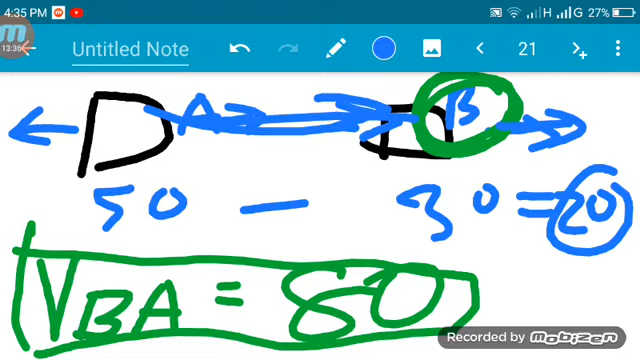 4:35 PM H G 27%
13:36 Untitled Note 21
A B
50 - 30 = 20
VBA = 80
Recorded by mobizen